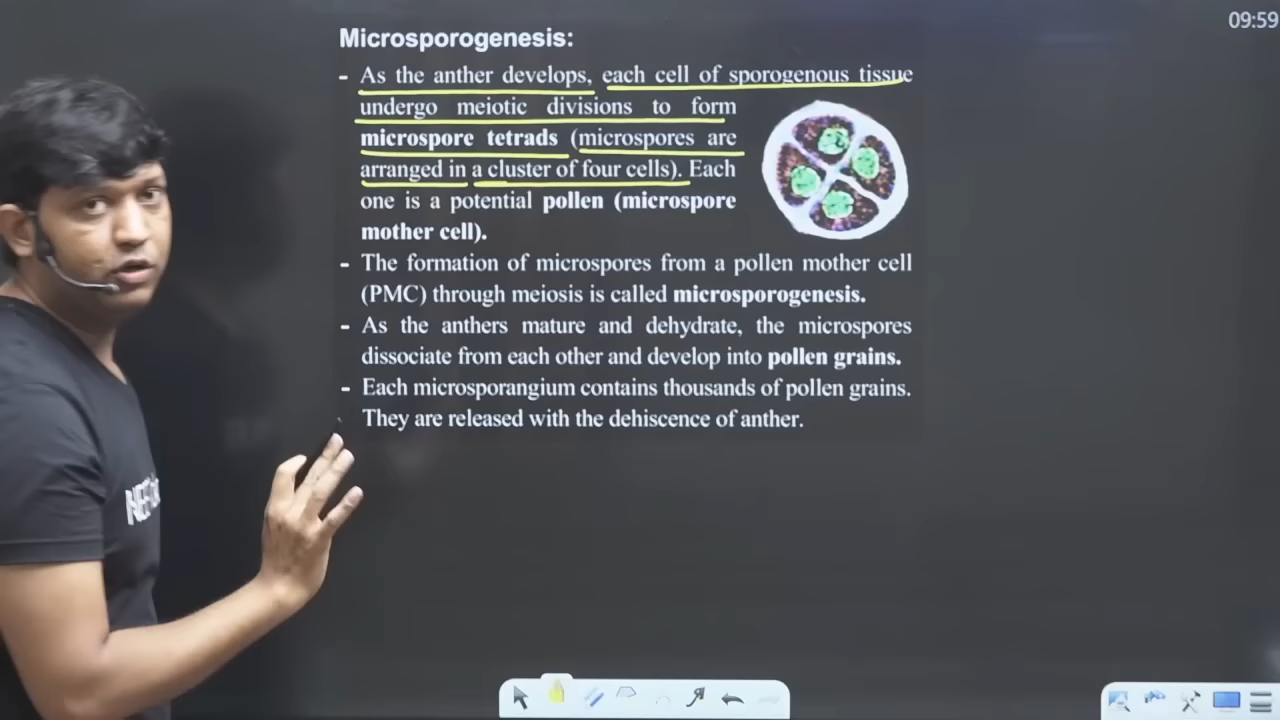 09:59
Microsporogenesis:
- As the anther develops, each cell of sporogenous tissue
undergo meiotic divisions to form
microspore tetrads (microspores are
arranged in a cluster of four cells). Each
one is a potential pollen (microspore
mother cell).
- The formation of microspores from a pollen mother cell
(PMC) through meiosis is called microsporogenesis.
- As the anthers mature and dehydrate, the microspores
dissociate from each other and develop into pollen grains.
- Each microsporangium contains thousands of pollen grains.
They are released with the dehiscence of anther.